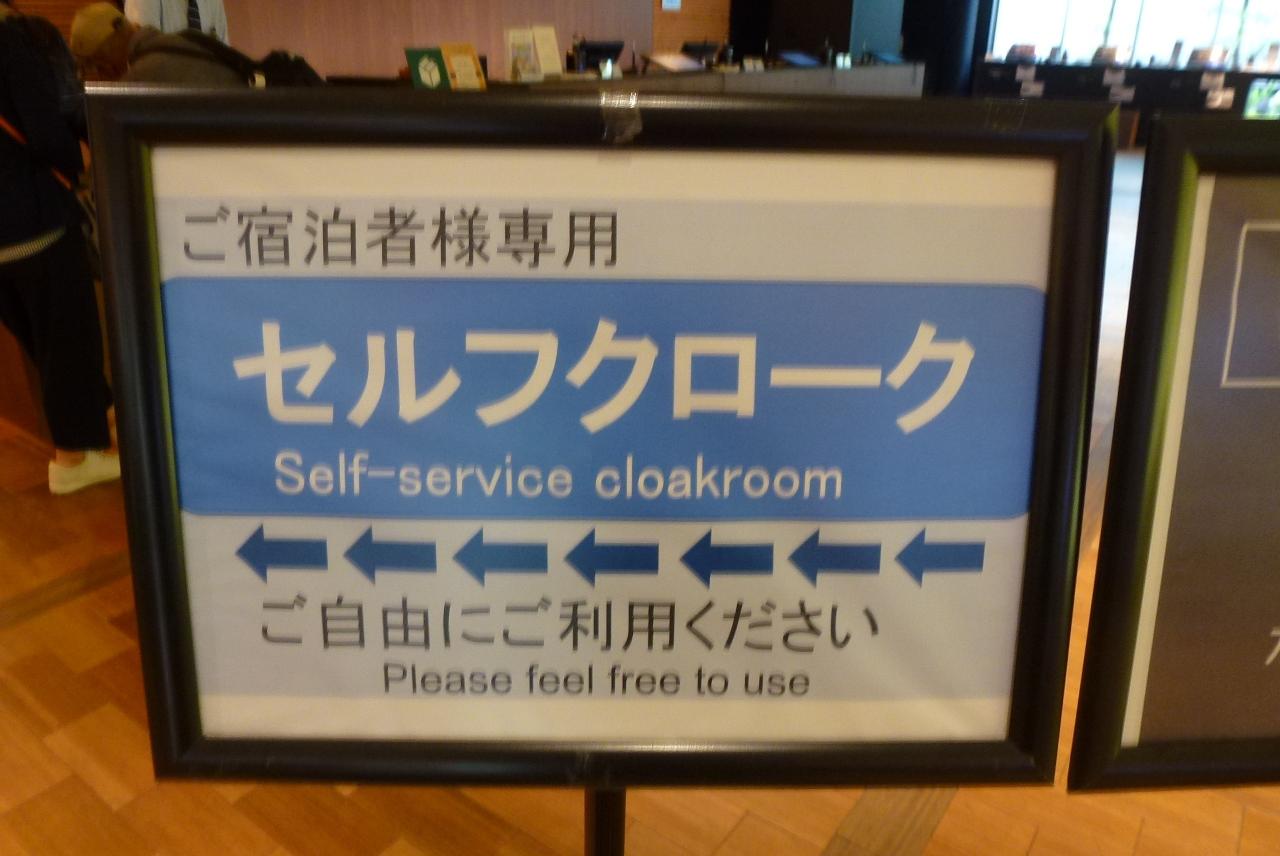 ご宿泊者様専用
セルフクローク
Self-service cloakroom
ご自由にご利用ください
Please feel free to use